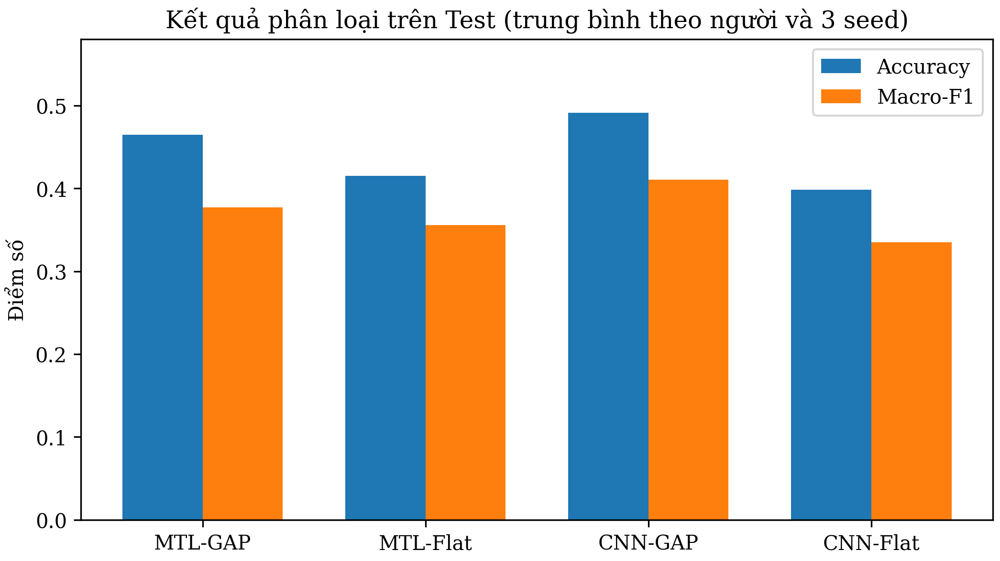 Kết quả phân loại trên Test (trung bình theo người và 3 seed)
Accuracy
Macro-F1
Điểm số
0.5
0.4
0.3
0.2
0.1
0.0
MTL-GAP
MTL-Flat
CNN-GAP
CNN-Flat